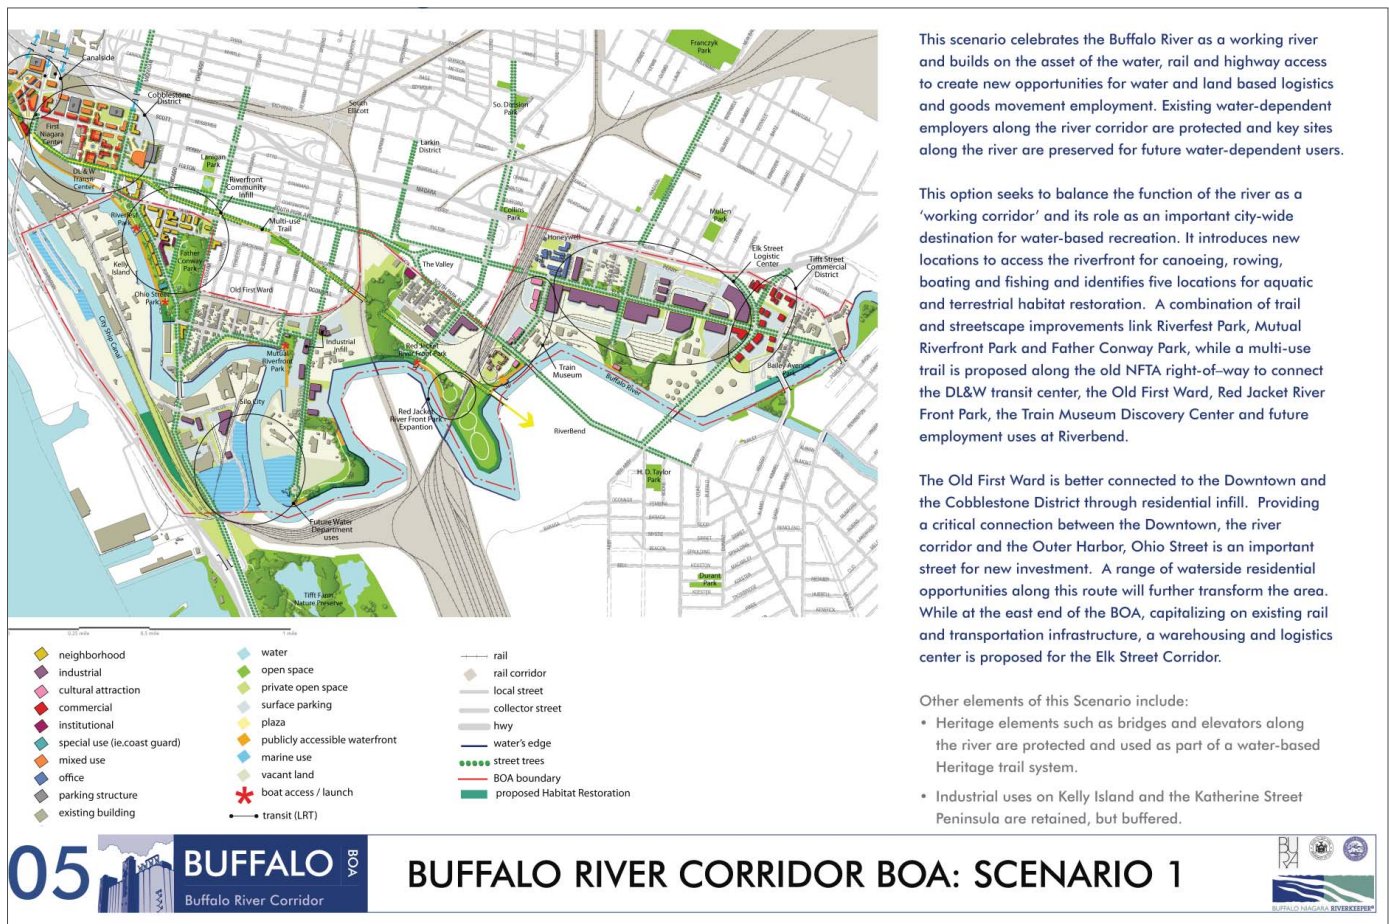 Canalside
Cobblestone
District
First
Niagara
Center
DL&W
Transit
Center
Lanigan
Park
Riverfront
Community
Infill
Multi-use
Trail
Riverfest
Park
Kelly
Island
Father
Conway
Park
Ohio Street
Park
Old First Ward
City Ship Canal
Mutual
Riverfront
Park
Industrial
Infill
Silo City
South
Ellicott
Larkin
District
So. Division
Park
Franczyk
Park
Collins
Park
Mollen
Park
The Valley
Honeywell
Elk Street
Logistic
Center
Tifft Street
Commercial
District
Red Jacket
River Front Park
Train
Museum
Buffalo River
Bailey Avenue
Park
Red Jacket
River Front Park
Expantion
RiverBend
H. O. Taylor
Park
Durant
Park
Future Water
Department
uses
Tifft Farm
Nature Preserve
0.25 mile
0.5 mile
1 mile
neighborhood
industrial
cultural attraction
commercial
institutional
special use (ie.coast guard)
mixed use
office
parking structure
existing building
water
open space
private open space
surface parking
plaza
publicly accessible waterfront
marine use
vacant land
boat access / launch
transit (LRT)
rail
rail corridor
local street
collector street
hwy
water's edge
street trees
BOA boundary
proposed Habitat Restoration
This scenario celebrates the Buffalo River as a working river
and builds on the asset of the water, rail and highway access
to create new opportunities for water and land based logistics
and goods movement employment. Existing water-dependent
employers along the river corridor are protected and key sites
along the river are preserved for future water-dependent users.
This option seeks to balance the function of the river as a
‘working corridor’ and its role as an important city-wide
destination for water-based recreation. It introduces new
locations to access the riverfront for canoeing, rowing,
boating and fishing and identifies five locations for aquatic
and terrestrial habitat restoration. A combination of trail
and streetscape improvements link Riverfest Park, Mutual
Riverfront Park and Father Conway Park, while a multi-use
trail is proposed along the old NFTA right-of–way to connect
the DL&W transit center, the Old First Ward, Red Jacket River
Front Park, the Train Museum Discovery Center and future
employment uses at Riverbend.
The Old First Ward is better connected to the Downtown and
the Cobblestone District through residential infill. Providing
a critical connection between the Downtown, the river
corridor and the Outer Harbor, Ohio Street is an important
street for new investment. A range of waterside residential
opportunities along this route will further transform the area.
While at the east end of the BOA, capitalizing on existing rail
and transportation infrastructure, a warehousing and logistics
center is proposed for the Elk Street Corridor.
Other elements of this Scenario include:
• Heritage elements such as bridges and elevators along
the river are protected and used as part of a water-based
Heritage trail system.
• Industrial uses on Kelly Island and the Katherine Street
Peninsula are retained, but buffered.
05
BUFFALO
BOA
Buffalo River Corridor
BUFFALO RIVER CORRIDOR BOA: SCENARIO 1
BU
RA
BUFFALO NIAGARA RIVERKEEPER®